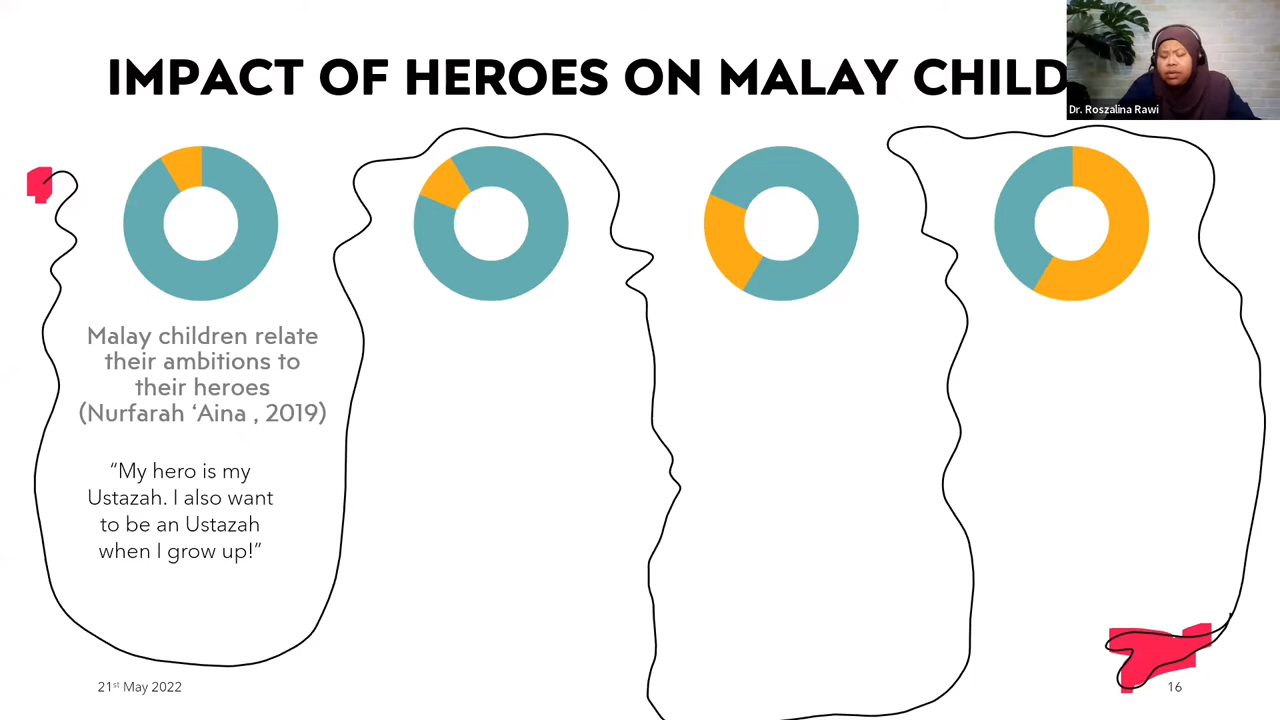 IMPACT OF HEROES ON MALAY CHILD
Dr. Roszalina Rawi
Malay children relate
their ambitions to
their heroes
(Nurfarah ‘Aina , 2019)
“My hero is my
Ustazah. I also want
to be an Ustazah
when I grow up!”
21st May 2022
16